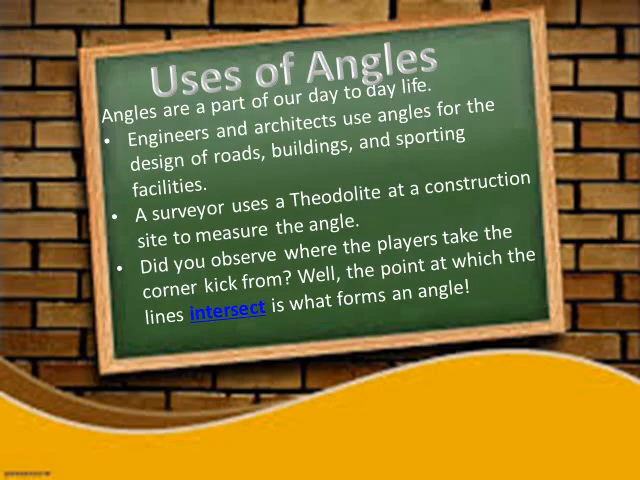 Uses of Angles
Angles are a part of our day to day life.
• Engineers and architects use angles for the
design of roads, buildings, and sporting
facilities.
• A surveyor uses a Theodolite at a construction
site to measure the angle.
• Did you observe where the players take the
corner kick from? Well, the point at which the
lines intersect is what forms an angle!